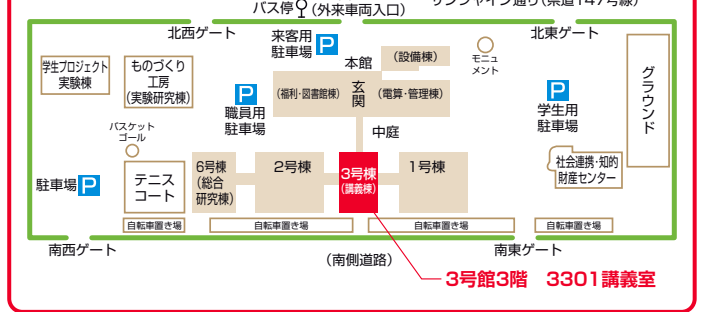 バス停 (外来車両入口)
サンシャイン通り(県道147号線)
北西ゲート
北東ゲート
来客用
駐車場 P
本館
(設備棟)
モニュ
メント
学生プロジェクト
実験棟
ものづくり
工房
(実験研究棟)
P
職員用
駐車場
(福利・図書館棟)
玄関
(電算・管理棟)
P
学生用
駐車場
グラウンド
中庭
バスケット
ゴール
駐車場 P
テニス
コート
6号棟
(総合
研究棟)
2号棟
3号棟
(講義棟)
1号棟
社会連携・知的
財産センター
自転車置き場
自転車置き場
自転車置き場
自転車置き場
南西ゲート
(南側道路)
南東ゲート
3号館3階 3301講義室